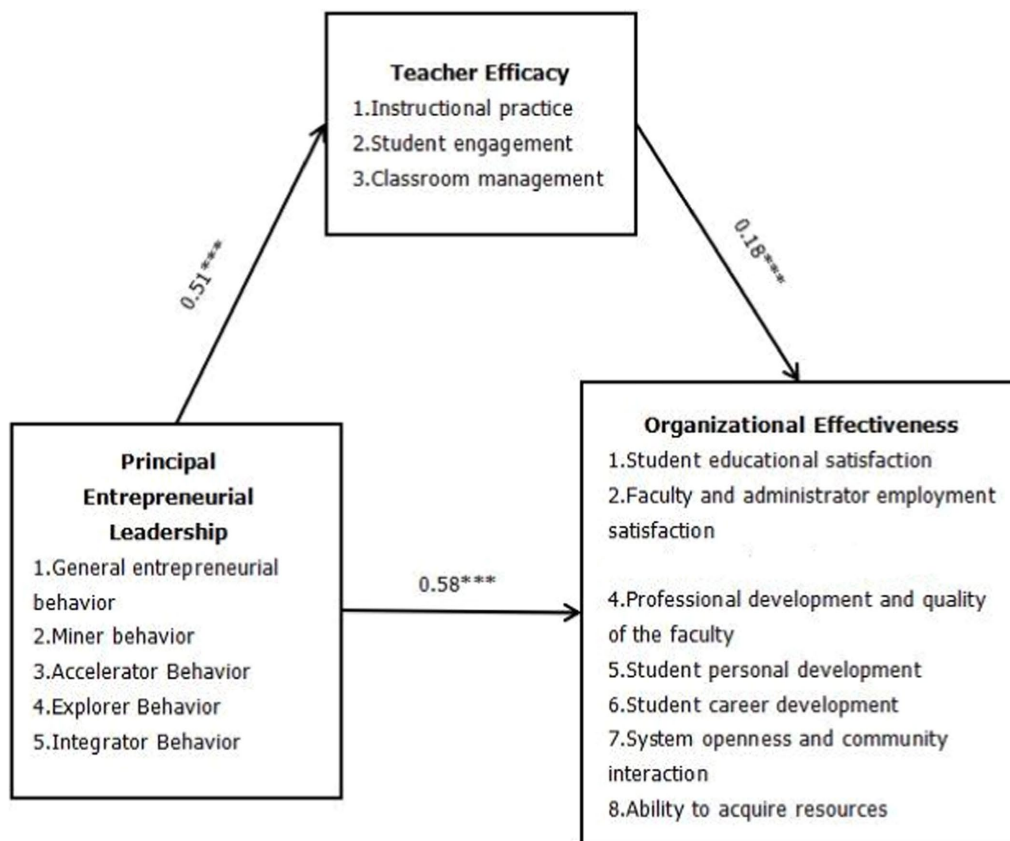 Teacher Efficacy
1.Instructional practice
2.Student engagement
3.Classroom management
0.51***
0.18***
Principal
Entrepreneurial
Leadership
1.General entrepreneurial
behavior
2.Miner behavior
3.Accelerator Behavior
4.Explorer Behavior
5.Integrator Behavior
0.58***
Organizational Effectiveness
1.Student educational satisfaction
2.Faculty and administrator employment
satisfaction
4.Professional development and quality
of the faculty
5.Student personal development
6.Student career development
7.System openness and community
interaction
8.Ability to acquire resources